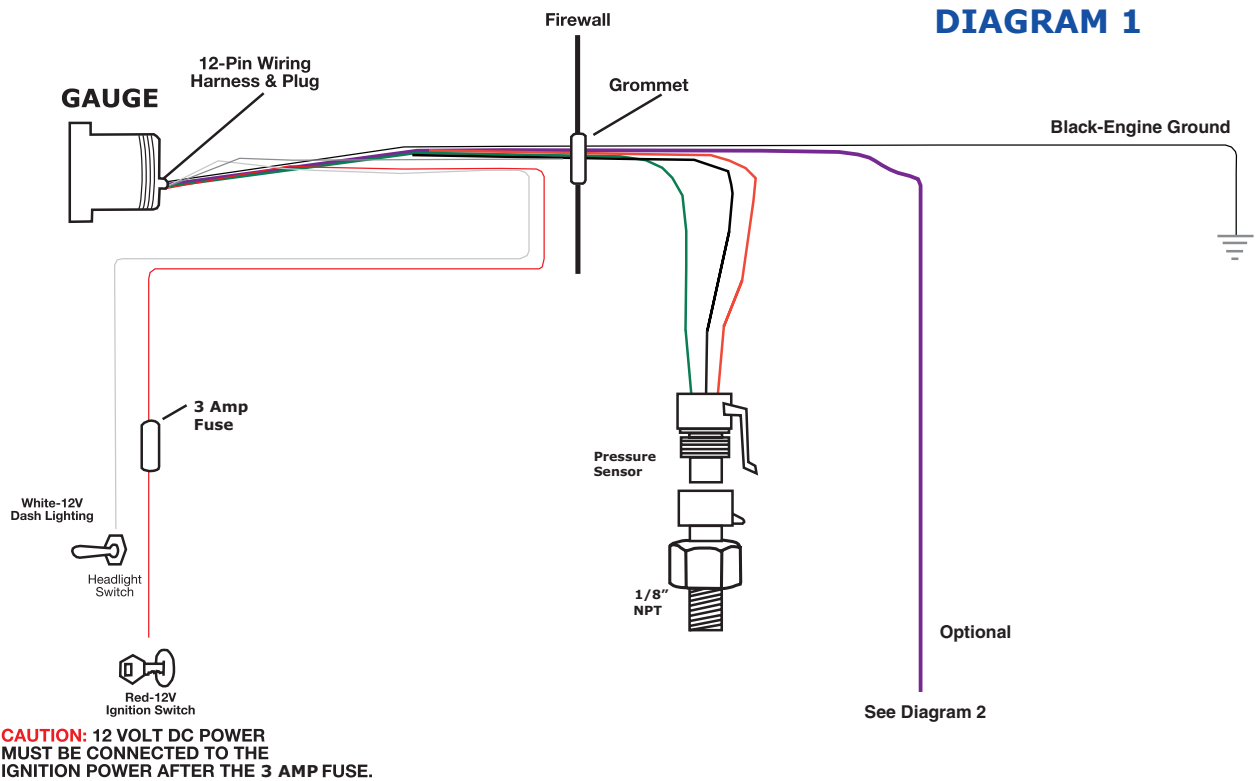 DIAGRAM 1
Firewall
12-Pin Wiring
Harness & Plug
Grommet
GAUGE
Black-Engine Ground
3 Amp
Fuse
Pressure
Sensor
White-12V
Dash Lighting
Headlight
Switch
1/8”
NPT
Optional
Red-12V
Ignition Switch
See Diagram 2
CAUTION: 12 VOLT DC POWER
MUST BE CONNECTED TO THE
IGNITION POWER AFTER THE 3 AMP FUSE.